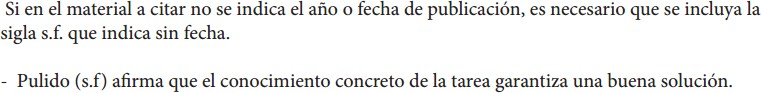 Si en el material a citar no se indica el año o fecha de publicación, es necesario que se incluya la
sigla s.f. que indica sin fecha.
- Pulido (s.f) afirma que el conocimiento concreto de la tarea garantiza una buena solución.